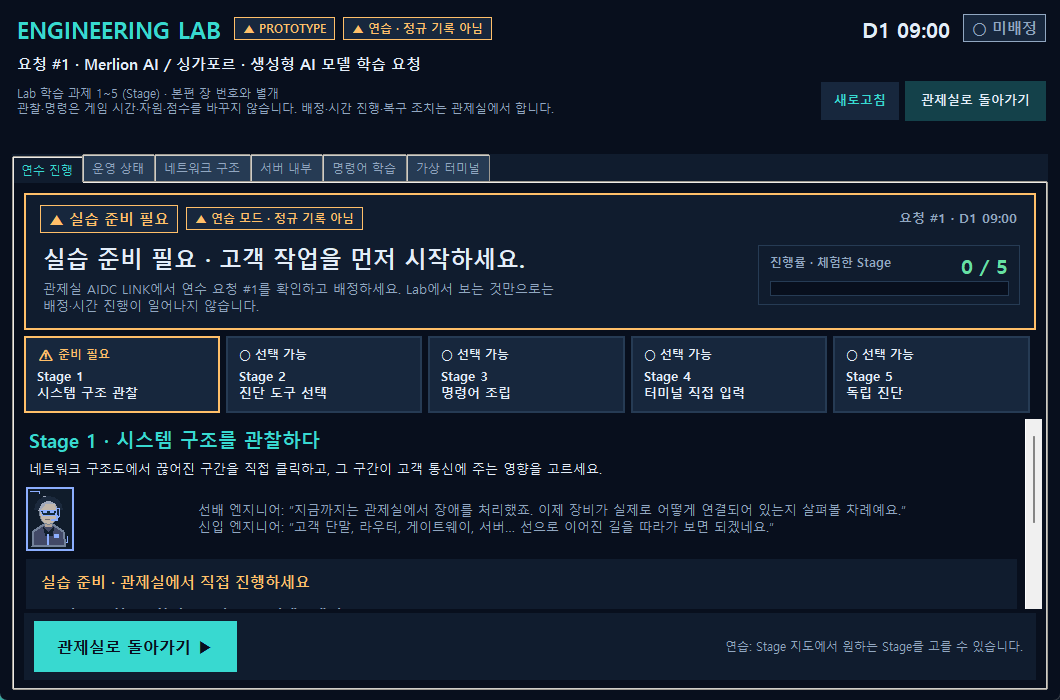 ENGINEERING LAB ▲ PROTOTYPE ▲ 연습 · 정규 기록 아님
D1 09:00 ○ 미배정
요청 #1 · Merlion AI / 싱가포르 · 생성형 AI 모델 학습 요청
Lab 학습 과제 1~5 (Stage) · 본편 장 번호와 별개
관찰·명령은 게임 시간·자원·점수를 바꾸지 않습니다. 배정·시간 진행·복구 조치는 관제실에서 합니다.
새로고침 관제실로 돌아가기
연수 진행 운영 상태 네트워크 구조 서버 내부 명령어 학습 가상 터미널
▲ 실습 준비 필요 ▲ 연습 모드 · 정규 기록 아님
요청 #1 · D1 09:00
실습 준비 필요 · 고객 작업을 먼저 시작하세요.
관제실 AIDC LINK에서 연수 요청 #1를 확인하고 배정하세요. Lab에서 보는 것만으로는
배정·시간 진행이 일어나지 않습니다.
진행률 · 체험한 Stage 0 / 5
⚠ 준비 필요
Stage 1
시스템 구조 관찰
○ 선택 가능
Stage 2
진단 도구 선택
○ 선택 가능
Stage 3
명령어 조립
○ 선택 가능
Stage 4
터미널 직접 입력
○ 선택 가능
Stage 5
독립 진단
Stage 1 · 시스템 구조를 관찰하다
네트워크 구조도에서 끊어진 구간을 직접 클릭하고, 그 구간이 고객 통신에 주는 영향을 고르세요.
선배 엔지니어: “지금까지는 관제실에서 장애를 처리했죠. 이제 장비가 실제로 어떻게 연결되어 있는지 살펴볼 차례예요.”
신입 엔지니어: “고객 단말, 라우터, 게이트웨이, 서버… 선으로 이어진 길을 따라가 보면 되겠네요.”
실습 준비 · 관제실에서 직접 진행하세요
관제실로 돌아가기 ▶
연습: Stage 지도에서 원하는 Stage를 고를 수 있습니다.